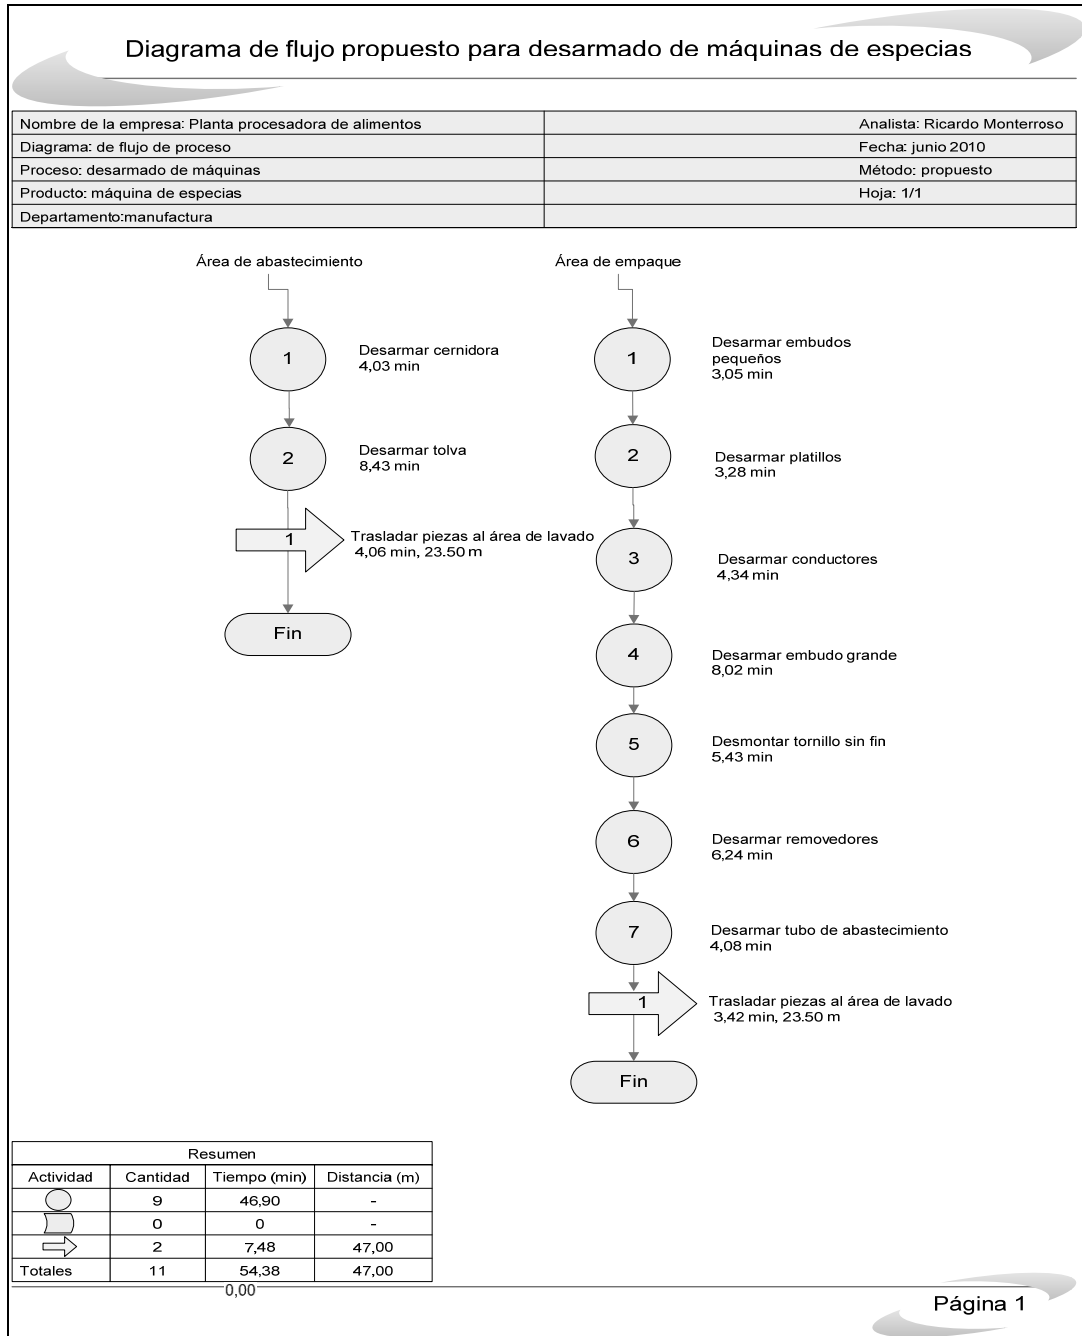 Diagrama de flujo propuesto para desarmado de máquinas de especias
Nombre de la empresa: Planta procesadora de alimentos
Analista: Ricardo Monterroso
Diagrama: de flujo de proceso
Fecha: junio 2010
Proceso: desarmado de máquinas
Método: propuesto
Producto: máquina de especias
Hoja: 1/1
Departamento:manufactura
Área de abastecimiento
1
Desarmar cernidora
4,03 min
2
Desarmar tolva
8,43 min
1
Trasladar piezas al área de lavado
4,06 min, 23.50 m
Fin
Área de empaque
1
Desarmar embudos
pequeños
3,05 min
2
Desarmar platillos
3,28 min
3
Desarmar conductores
4,34 min
4
Desarmar embudo grande
8,02 min
5
Desmontar tornillo sin fin
5,43 min
6
Desarmar removedores
6,24 min
7
Desarmar tubo de abastecimiento
4,08 min
1
Trasladar piezas al área de lavado
3,42 min, 23.50 m
Fin
Resumen
Actividad Cantidad Tiempo (min) Distancia (m)
9 46,90 -
0 0 -
2 7,48 47,00
Totales 11 54,38 47,00
0,00
Página 1